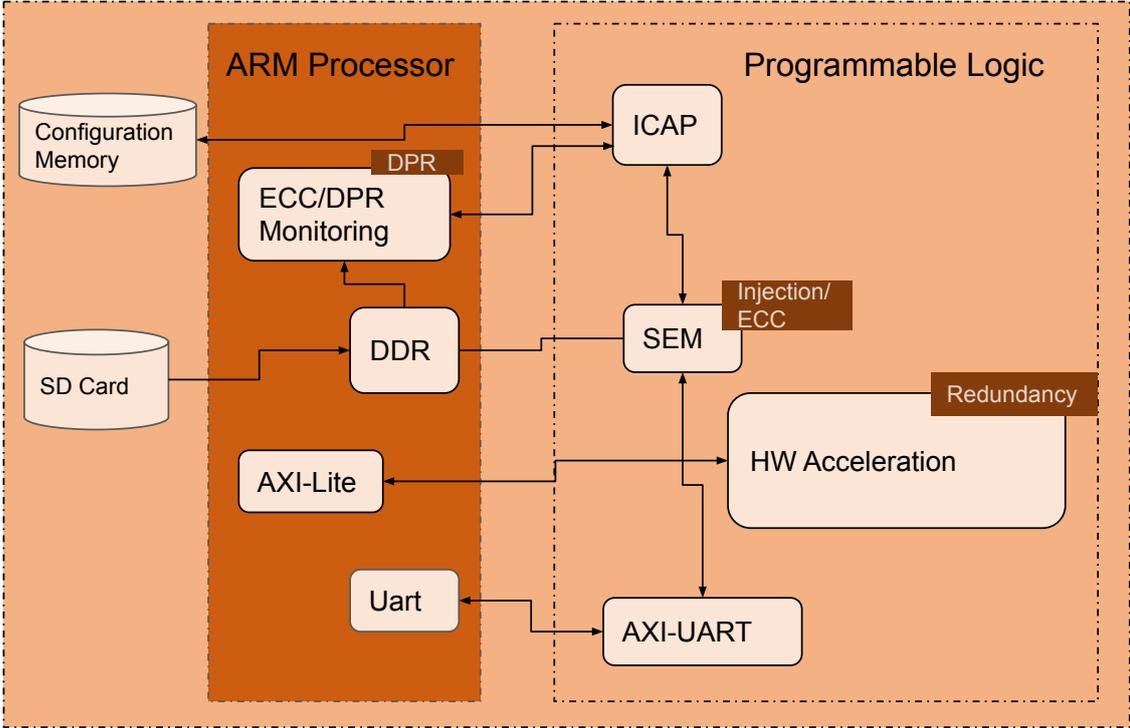 ARM Processor
Programmable Logic
Configuration
Memory
ICAP
DPR
ECC/DPR
Monitoring
Injection/
ECC
SEM
DDR
SD Card
Redundancy
HW Acceleration
AXI-Lite
Uart
AXI-UART